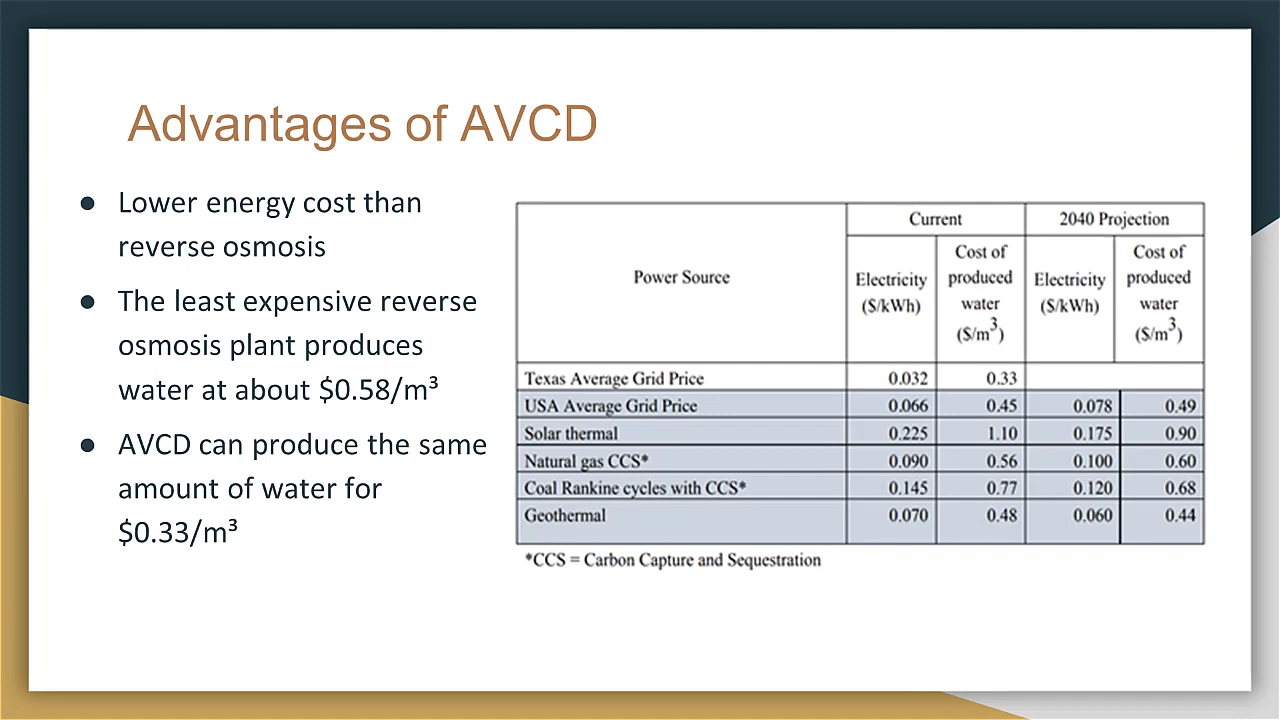 Advantages of AVCD
● Lower energy cost than
reverse osmosis
● The least expensive reverse
osmosis plant produces
water at about $0.58/m³
● AVCD can produce the same
amount of water for
$0.33/m³
Current 2040 Projection
Power Source
Electricity
($/kWh)
Cost of
produced
water
($/m³)
Electricity
($/kWh)
Cost of
produced
water
($/m³)
Texas Average Grid Price 0.032 0.33
USA Average Grid Price 0.066 0.45 0.078 0.49
Solar thermal 0.225 1.10 0.175 0.90
Natural gas CCS* 0.090 0.56 0.100 0.60
Coal Rankine cycles with CCS* 0.145 0.77 0.120 0.68
Geothermal 0.070 0.48 0.060 0.44
*CCS = Carbon Capture and Sequestration